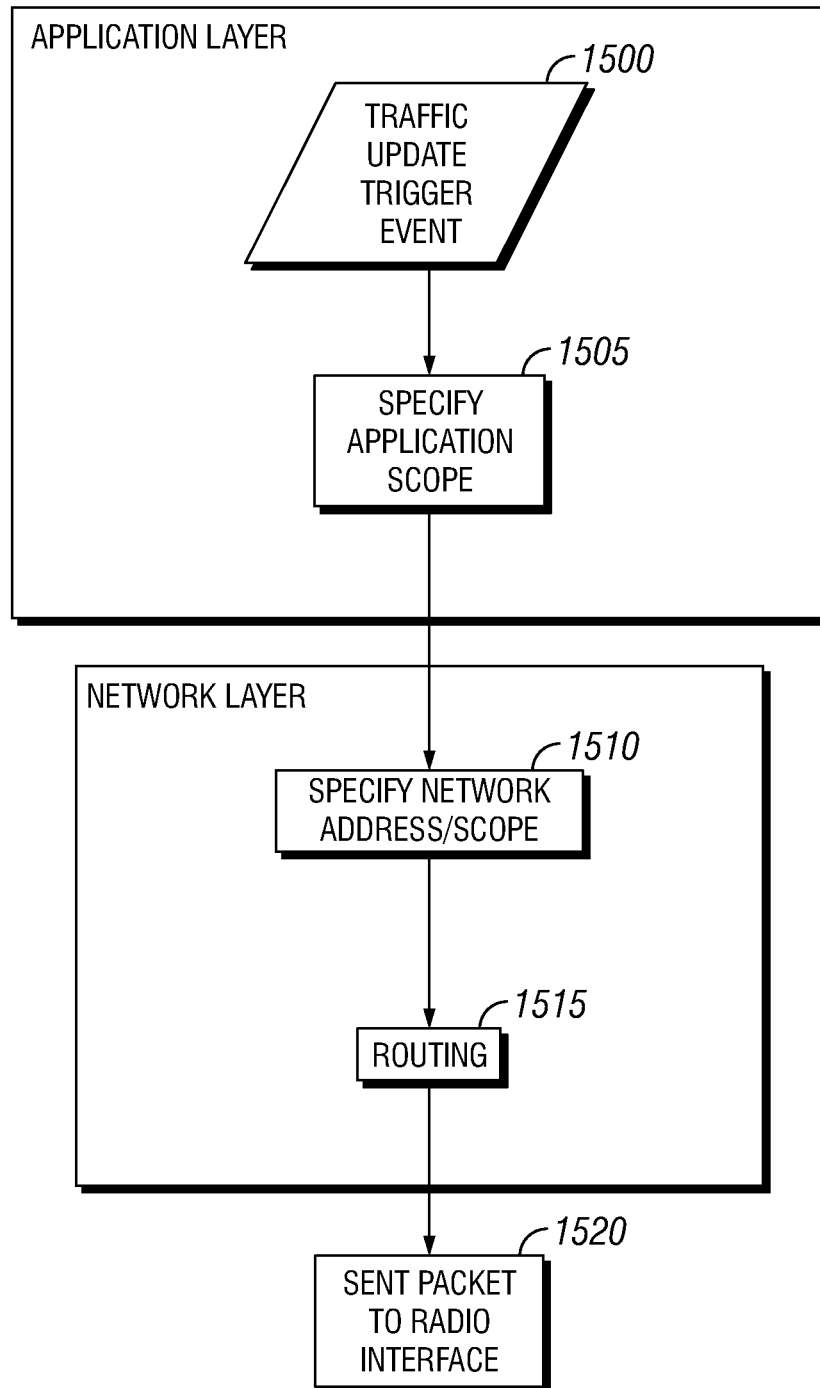 APPLICATION LAYER
1500
TRAFFIC
UPDATE
TRIGGER
EVENT
1505
SPECIFY
APPLICATION
SCOPE
NETWORK LAYER
1510
SPECIFY NETWORK
ADDRESS/SCOPE
1515
ROUTING
1520
SENT PACKET
TO RADIO
INTERFACE